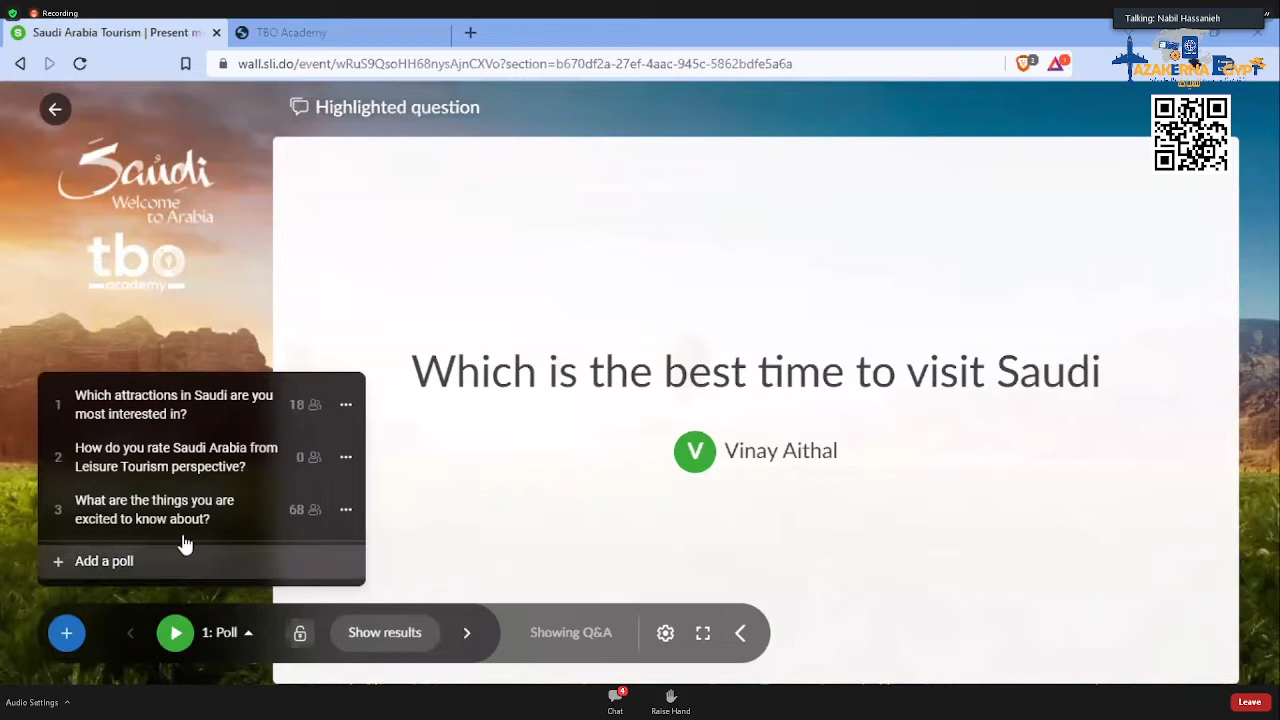 Recording
Talking: Nabil Hassanieh
Saudi Arabia Tourism | Present m
TBO Academy
wall.sli.do/event/wRuS9QsoHH6hDysAjnCXVo?section=b670df2a-27ef-4aac-945c-5862bdfe5a6a
2
1
Highlighted question
Saudi
Welcome
to Arabia
tbo
academy
Which is the best time to visit Saudi
V
Vinay Aithal
1 Which attractions in Saudi are you 18
most interested in?
2 How do you rate Saudi Arabia from 0
Leisure Tourism perspective?
3 What are the things you are 68
excited to know about?
+ Add a poll
1: Poll
Show results
Showing Q&A
Audio Settings
4
Chat
Raise Hand
Leave